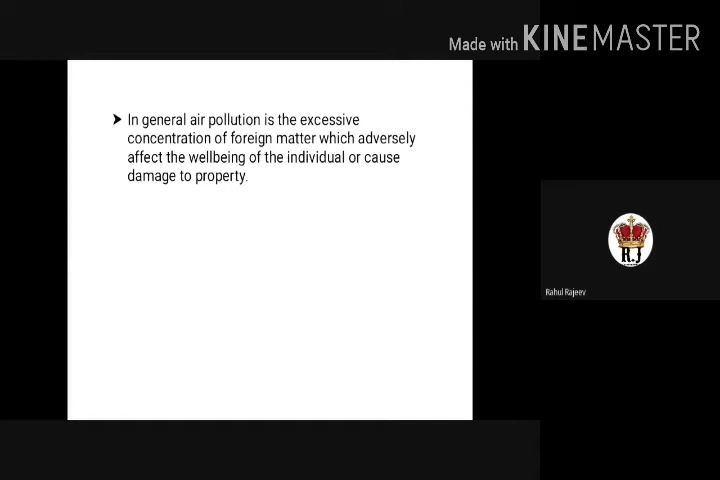 Made with KINEMASTER
➤ In general air pollution is the excessive
concentration of foreign matter which adversely
affect the wellbeing of the individual or cause
damage to property.
R.J
Rahul Rajeev